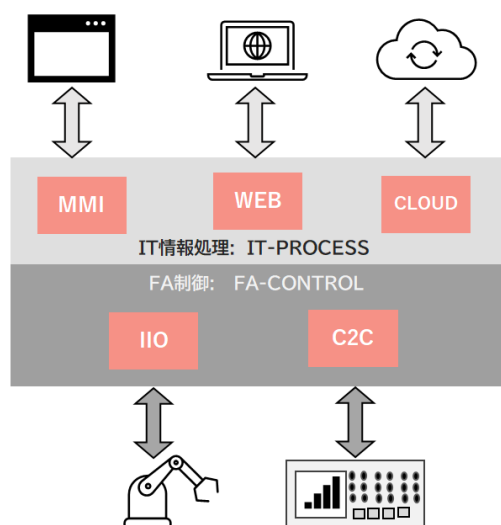 MMI
WEB
CLOUD
IT情報処理: IT-PROCESS
FA制御: FA-CONTROL
IIO
C2C